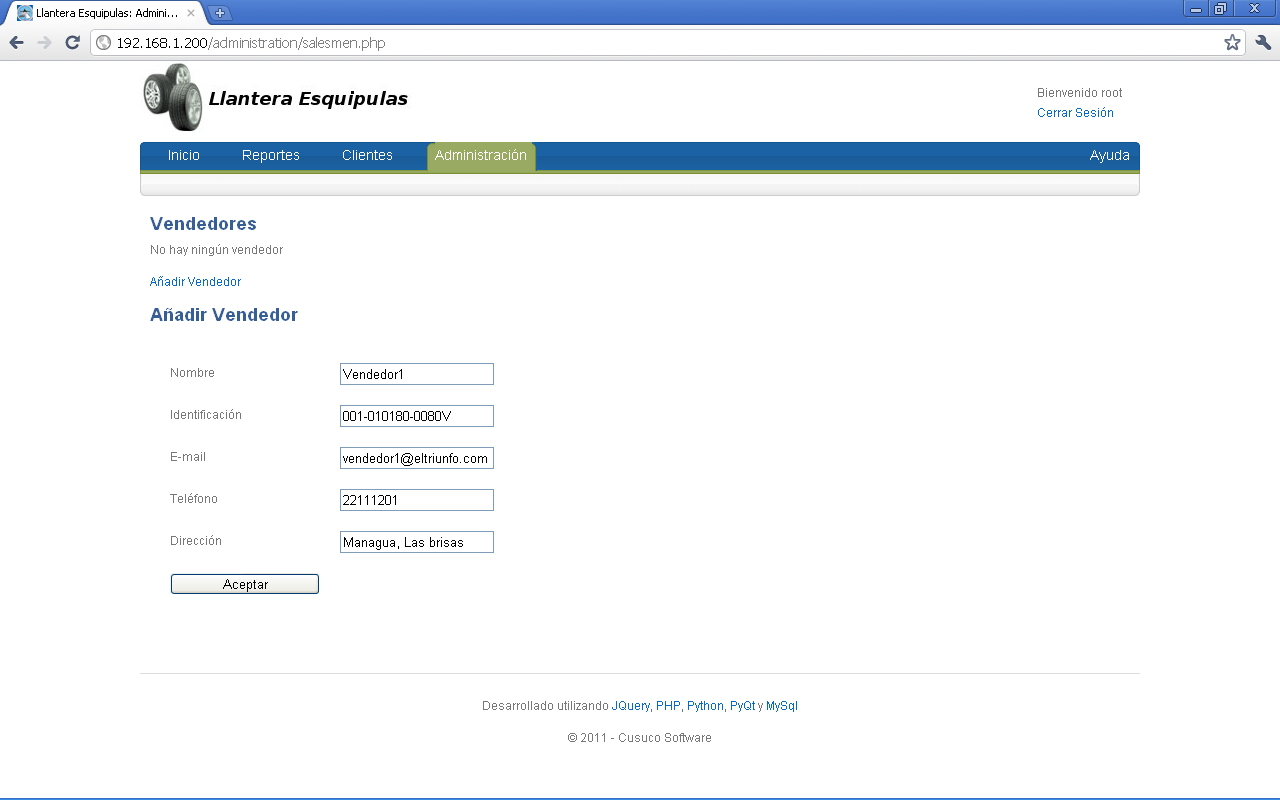 Llantera Esquipulas: Admini...
192.168.1.200/administration/salesmen.php
Llantera Esquipulas
Bienvenido root
Cerrar Sesión
Inicio Reportes Clientes Administración Ayuda
Vendedores
No hay ningún vendedor
Añadir Vendedor
Añadir Vendedor
Nombre Vendedor1
Identificación 001-010180-0080V
E-mail vendedor1@eltriunfo.com
Teléfono 22111201
Dirección Managua, Las brisas
Aceptar
Desarrollado utilizando JQuery, PHP, Python, PyQt y MySql
© 2011 - Cusuco Software